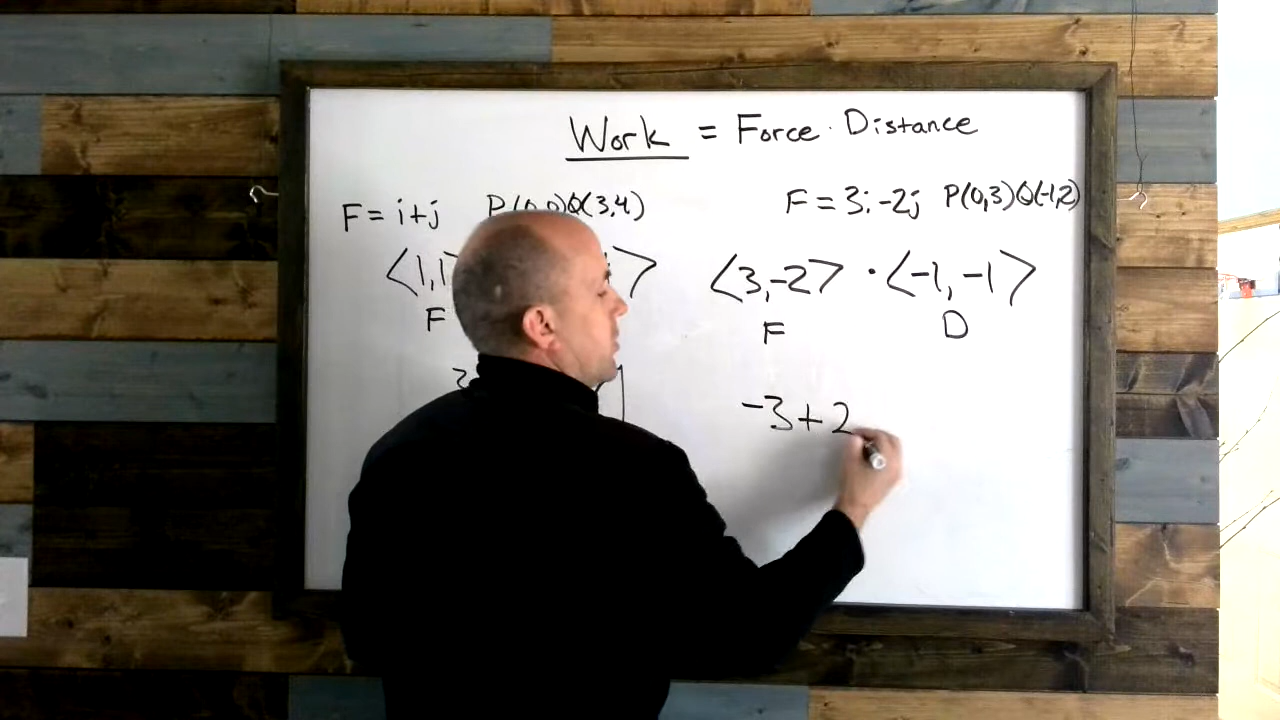 Work = Force · Distance
F = i+j P(0,0)Q(3,4)
F = 3i-2j P(0,3)Q(-1,2)
<1,1 >
<3,-2> · <-1,-1>
F
F D
-3+2